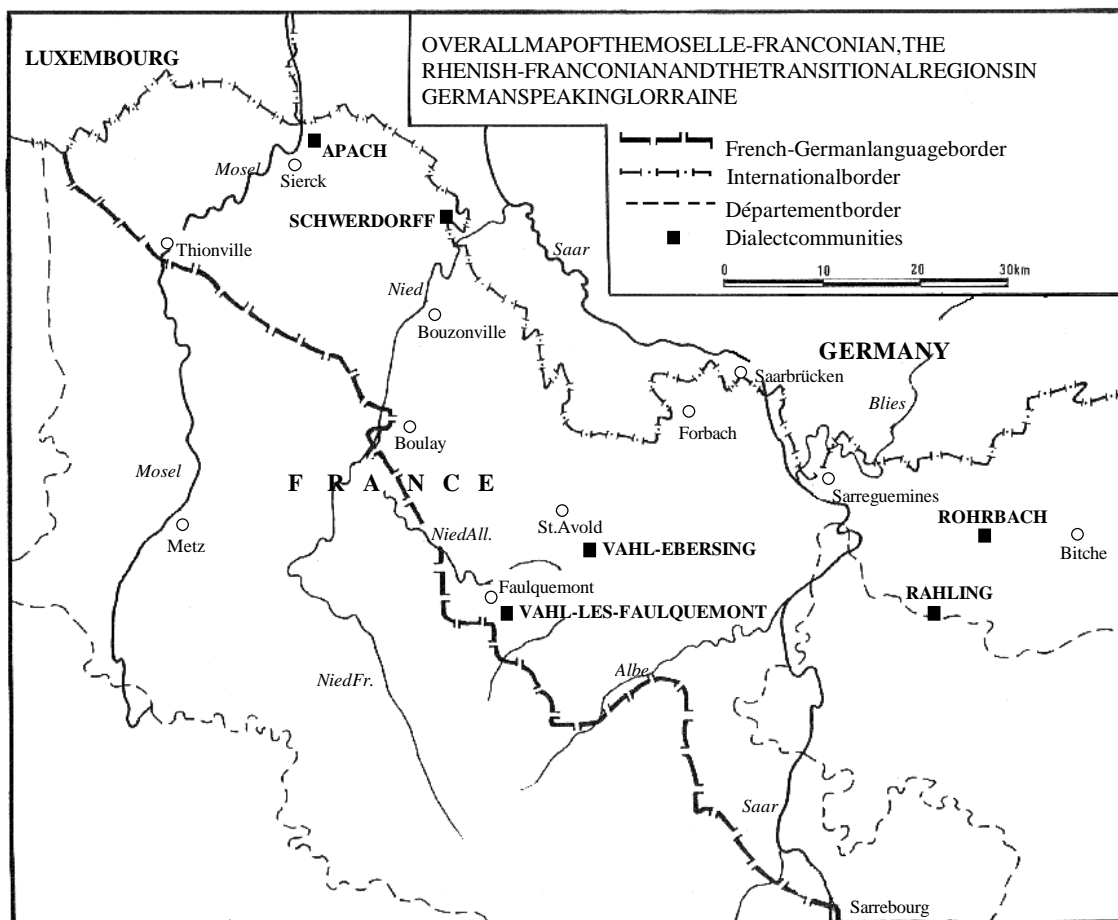 LUXEMBOURG
OVERALLMAPOFTHEMOSELLE-FRANCONIAN,THE
RHENISH-FRANCONIANANDTHETRANSITIONALREGIONSIN
GERMANSPEAKINGLORRAINE
French-Germanlanguageborder
Internationalborder
Départementborder
Dialectcommunities
0 10 20 30km
APACH
Mosel
Sierck
SCHWERDORFF
Thionville
Saar
Nied
Bouzonville
GERMANY
Saarbrücken
Blies
Forbach
Boulay
Mosel
FRANCE
Sarreguemines
St.Avold
ROHRBACH
Metz
NiedAll.
Bitche
VAHL-EBERSING
Faulquemont
RAHLING
VAHL-LES-FAULQUEMONT
Albe
NiedFr.
Saar
Sarrebourg